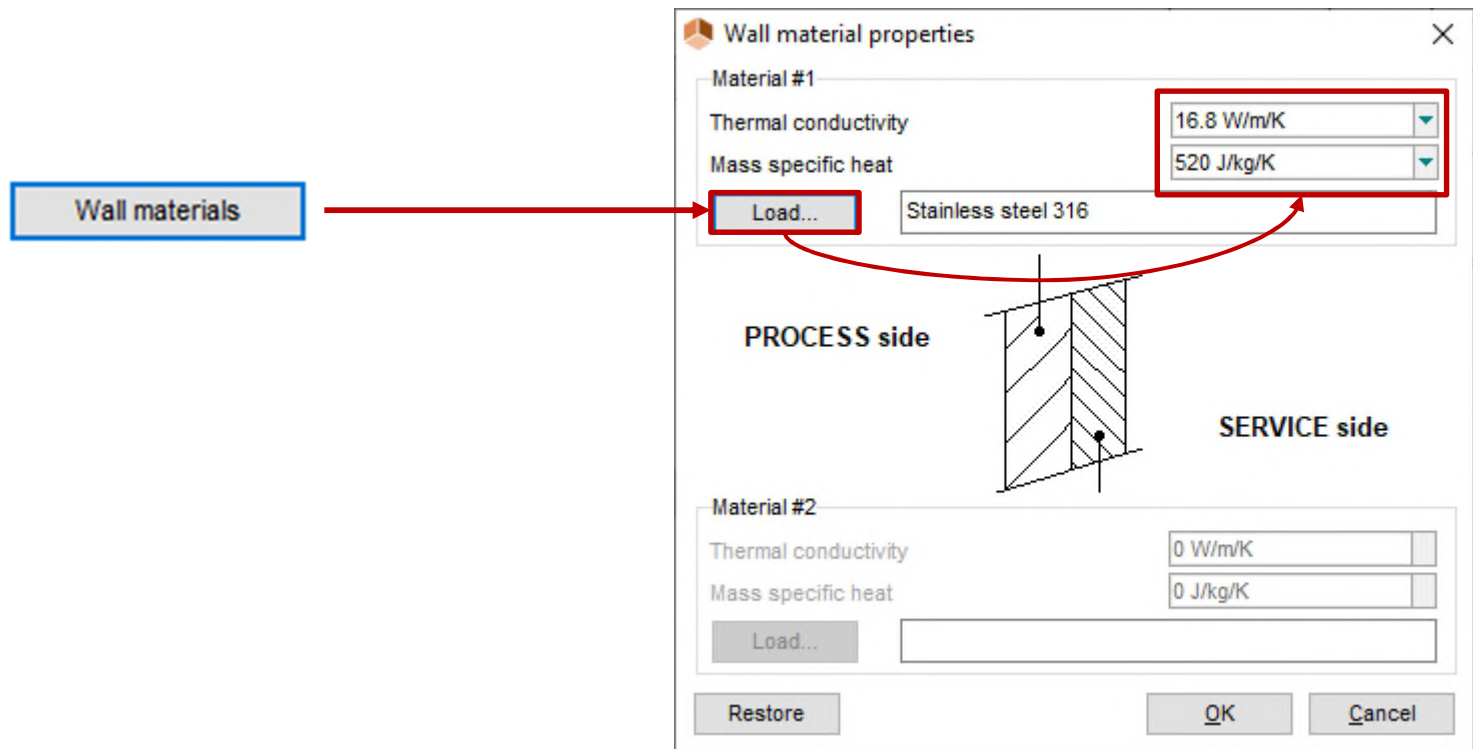 Wall materials
Wall material properties
Material #1
Thermal conductivity 16.8 W/m/K
Mass specific heat 520 J/kg/K
Load... Stainless steel 316
PROCESS side
SERVICE side
Material #2
Thermal conductivity 0 W/m/K
Mass specific heat 0 J/kg/K
Load...
Restore OK Cancel